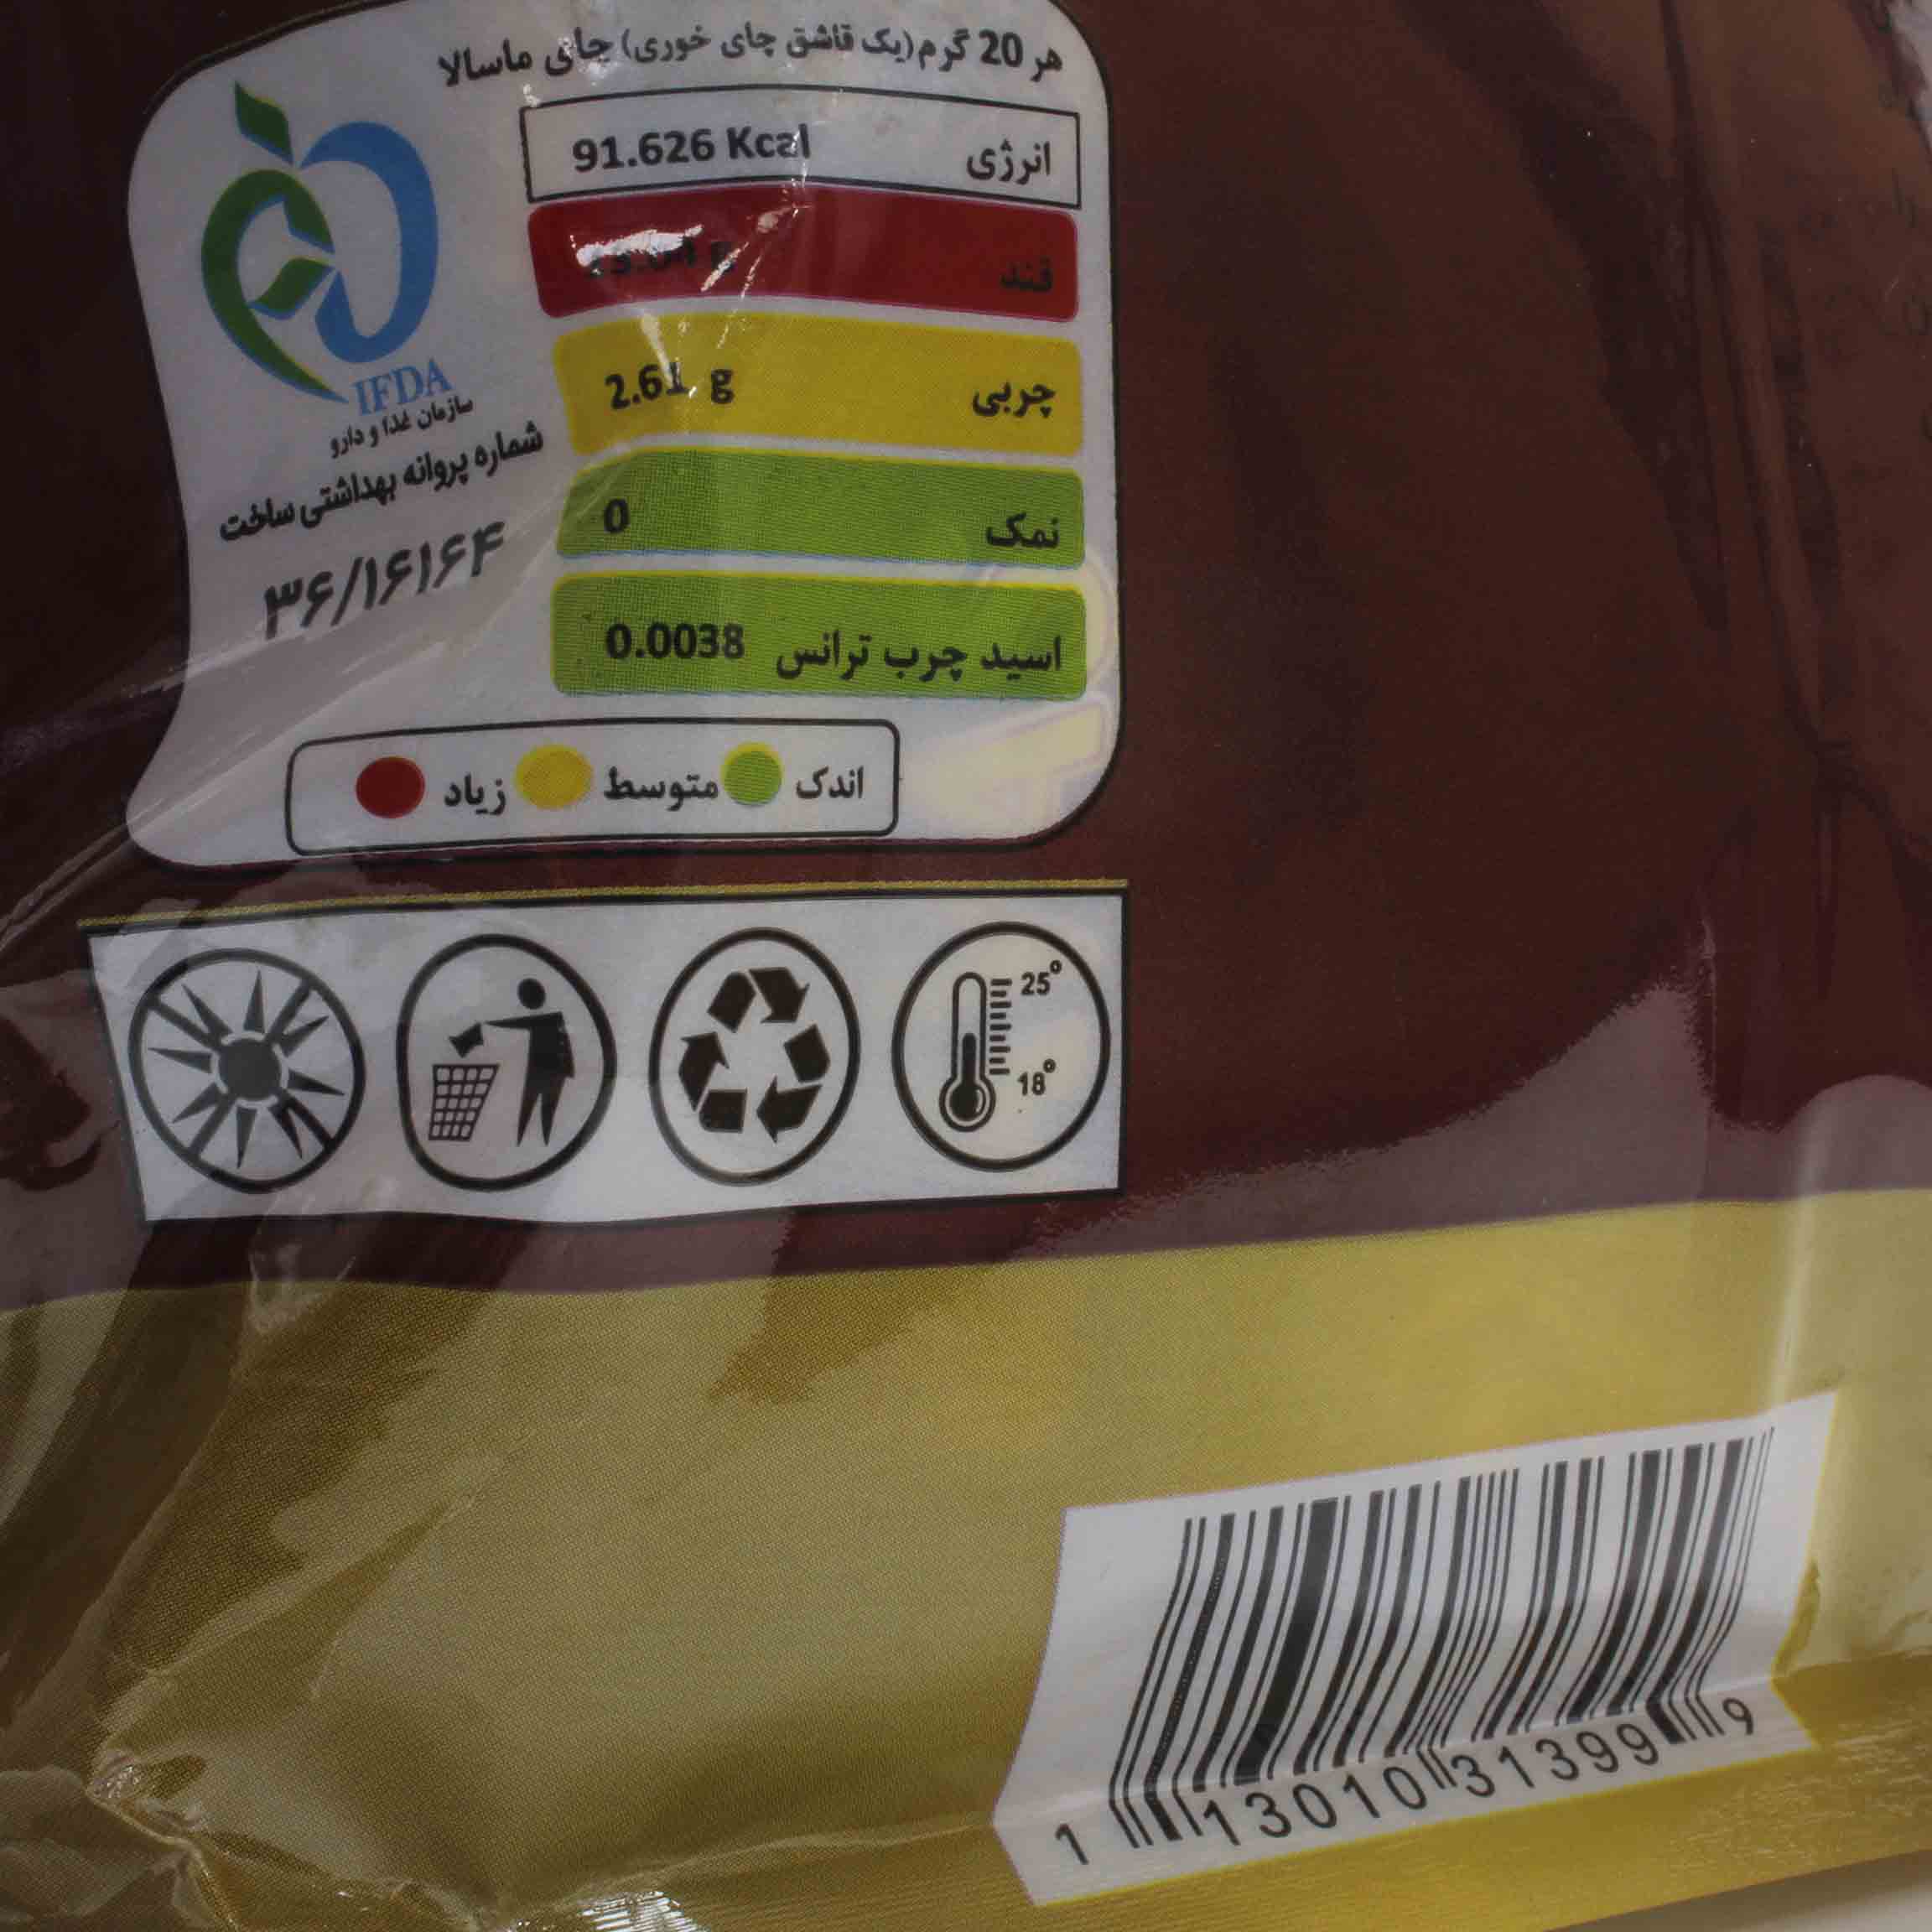 هر 20 گرم (یک قاشق چای خوری) چای ماسالا
انرژی 91.626 Kcal
قند
چربی 2.61 g
نمک 0
اسید چرب ترانس 0.0038
اندک متوسط زیاد
IFDA
سازمان غذا و دارو
شماره پروانه بهداشتی ساخت
۳۶/۱۶۱۶۴
25°
18°
1 13010 31399 9